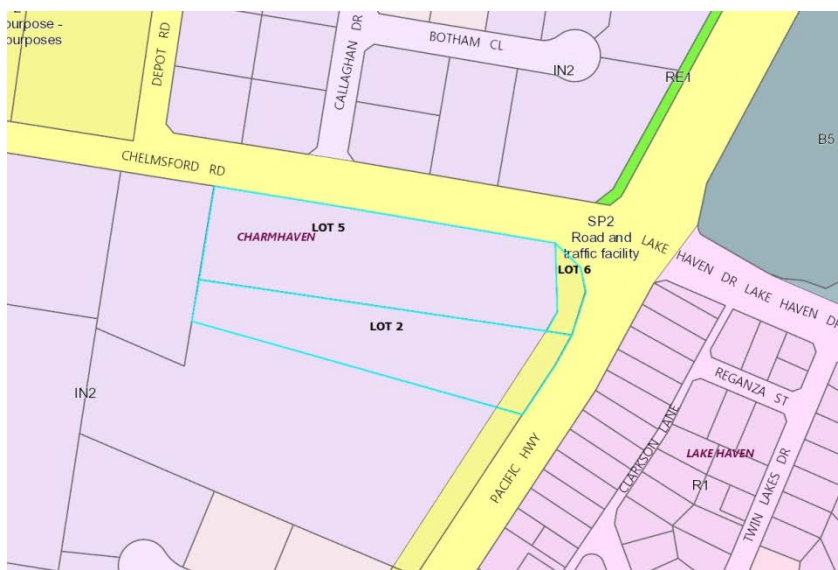 urpose -
urposes
DEPOT RD
CALLAGHAN DR
BOTHAM CL
IN2
RE1
B5
CHELMSFORD RD
LOT 5
CHARMHAVEN
SP2
Road and
traffic facility
LOT 6
LAKE HAVEN DR
LAKE HAVEN DR
LOT 2
REGANZA ST
IN2
PACIFIC HWY
CLARKSON LANE
LAKE HAVEN
R1
TWIN LAKES DR